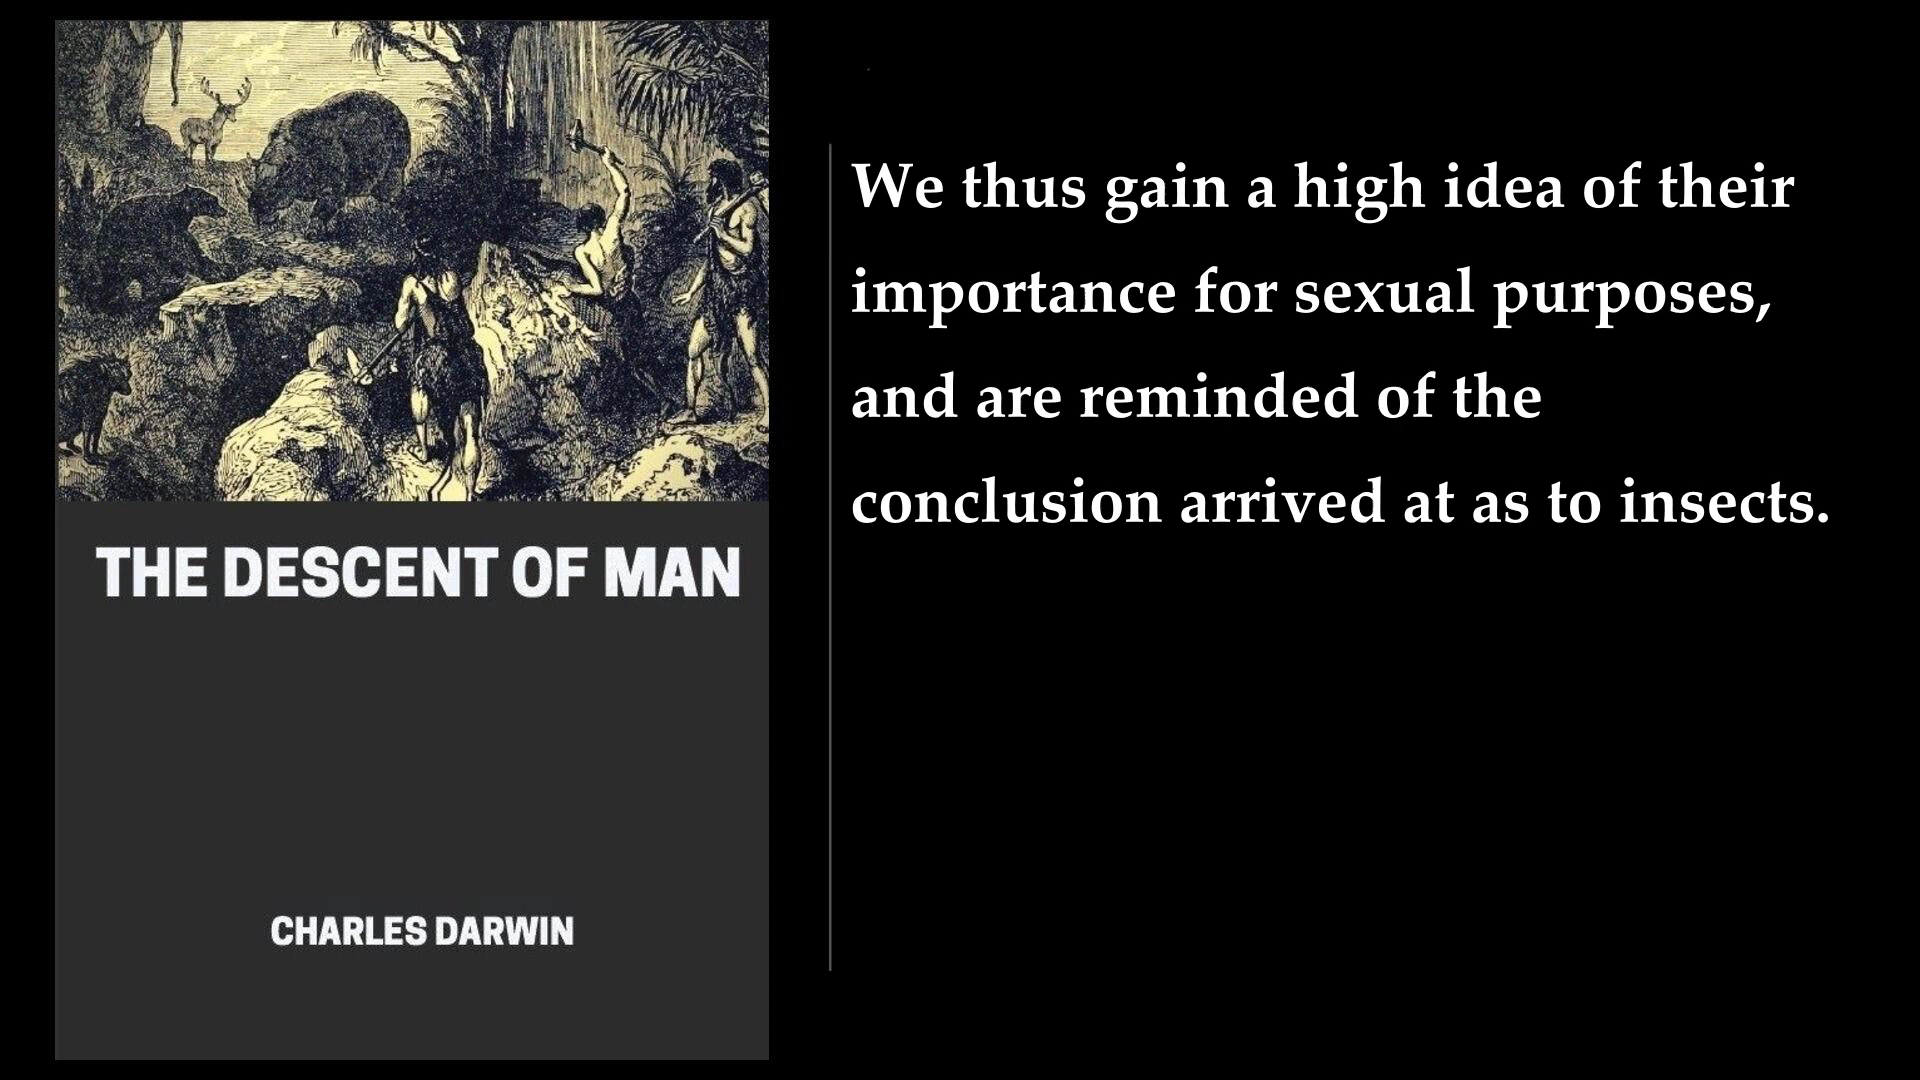 THE DESCENT OF MAN
CHARLES DARWIN
We thus gain a high idea of their
importance for sexual purposes,
and are reminded of the
conclusion arrived at as to insects.